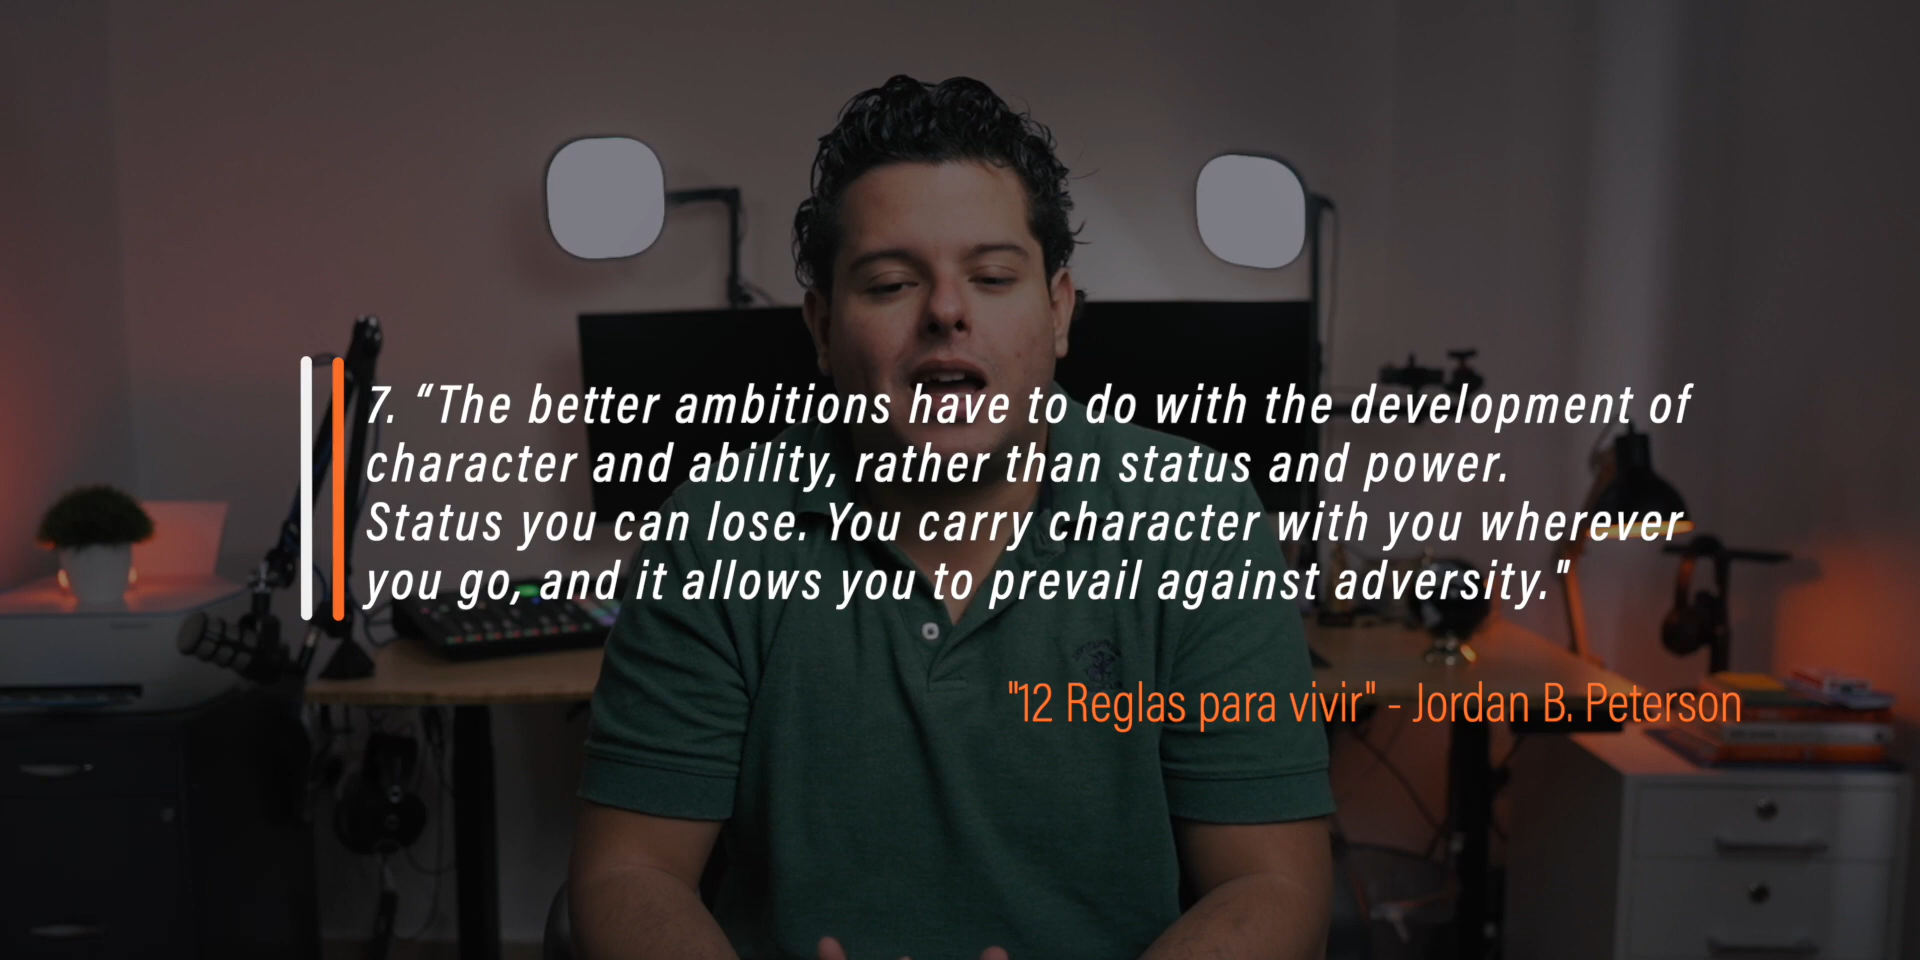 7. “The better ambitions have to do with the development of
character and ability, rather than status and power.
Status you can lose. You carry character with you wherever
you go, and it allows you to prevail against adversity."
"12 Reglas para vivir" - Jordan B. Peterson